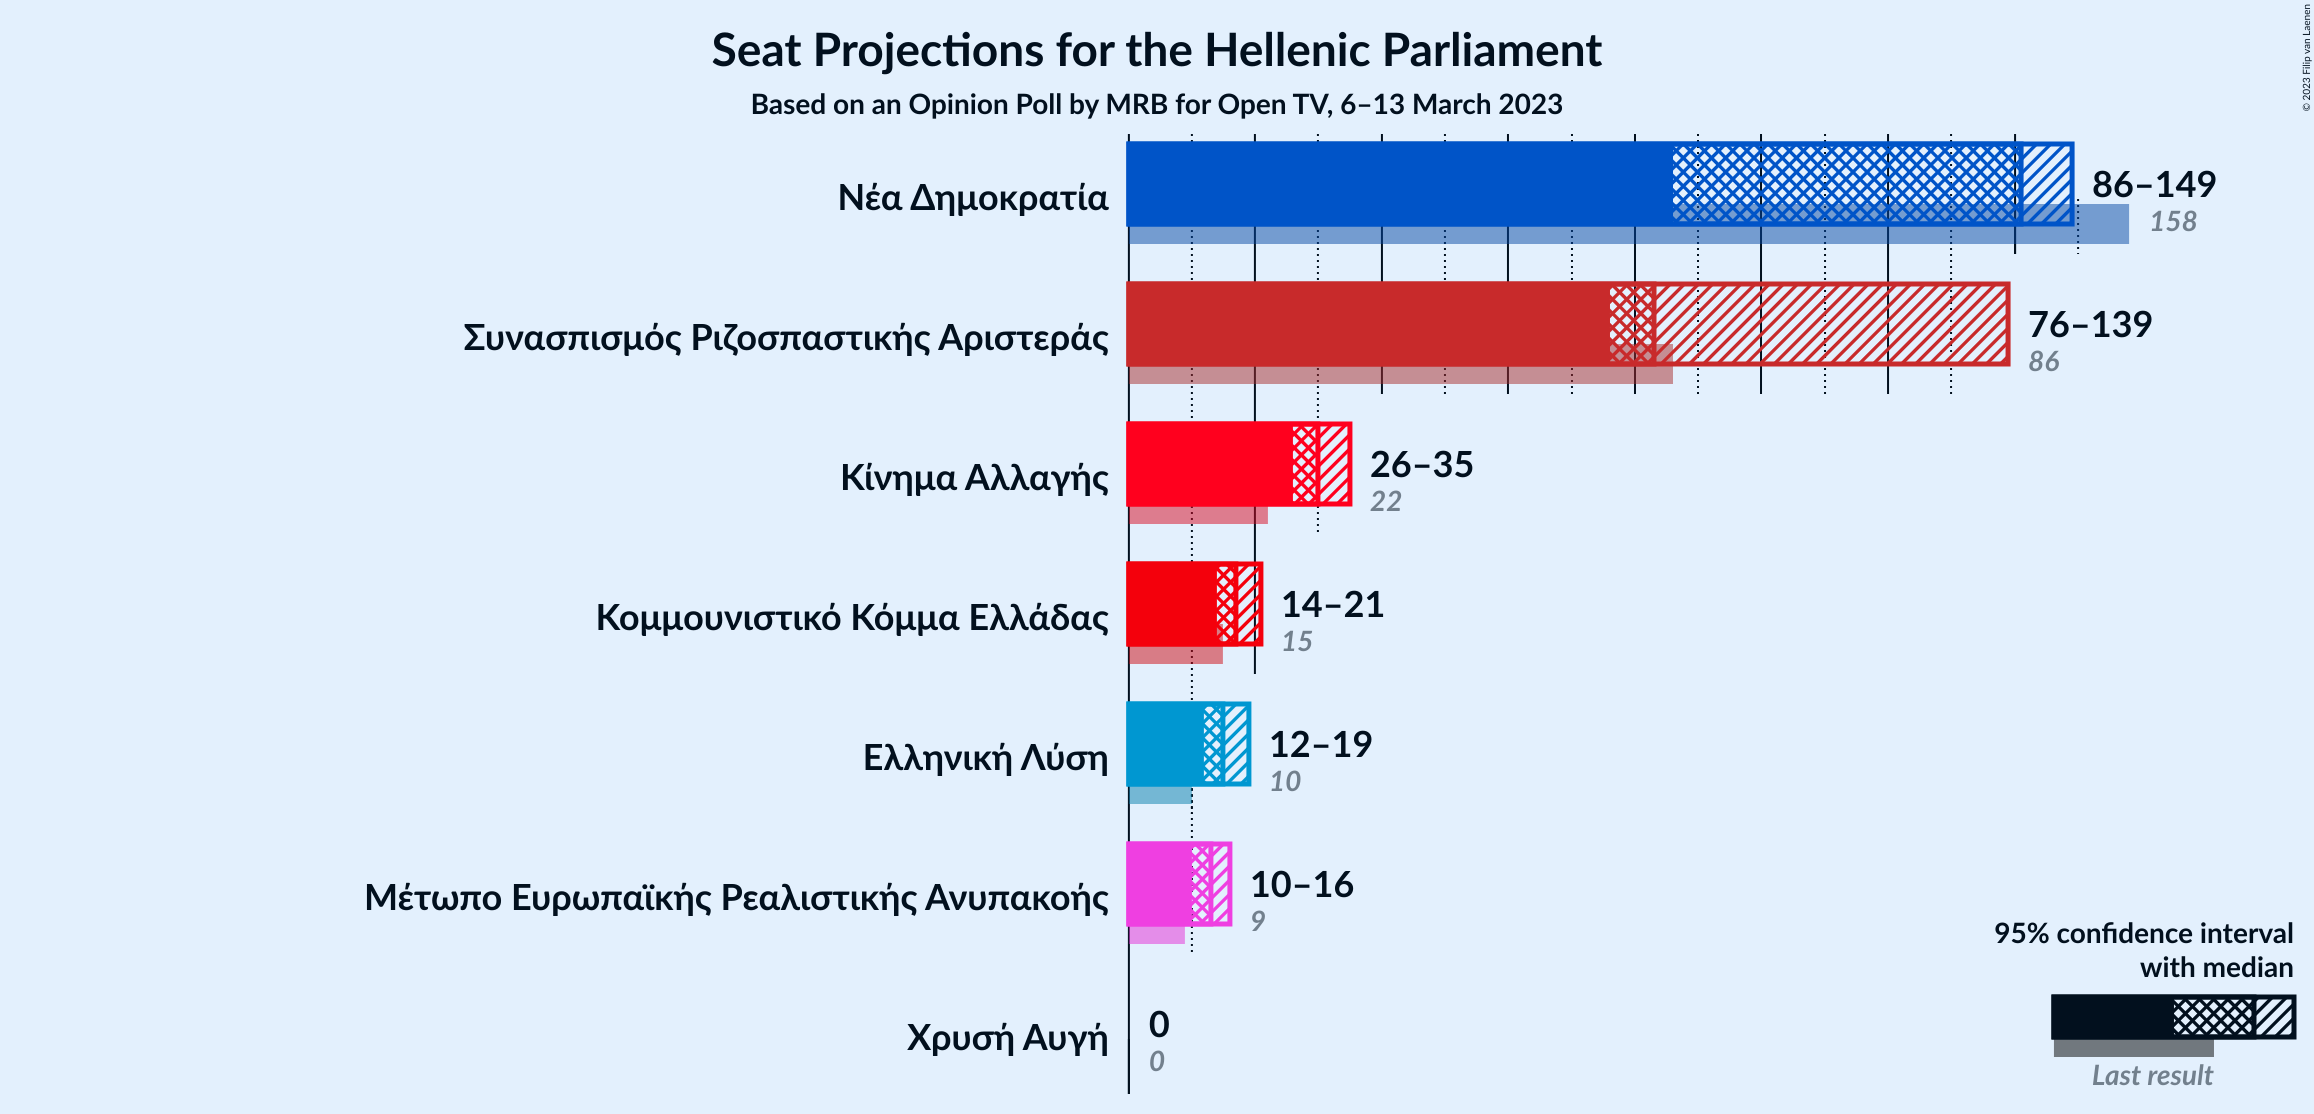 Seat Projections for the Hellenic Parliament
Based on an Opinion Poll by MRB for Open TV, 6–13 March 2023
© 2023 Filip van Laenen
Νέα Δημοκρατία
86–149
158
Συνασπισμός Ριζοσπαστικής Αριστεράς
76–139
86
Κίνημα Αλλαγής
26–35
22
Κομμουνιστικό Κόμμα Ελλάδας
14–21
15
Ελληνική Λύση
12–19
10
Μέτωπο Ευρωπαϊκής Ρεαλιστικής Ανυπακοής
10–16
9
Χρυσή Αυγή
0
0
95% confidence interval
with median
Last result